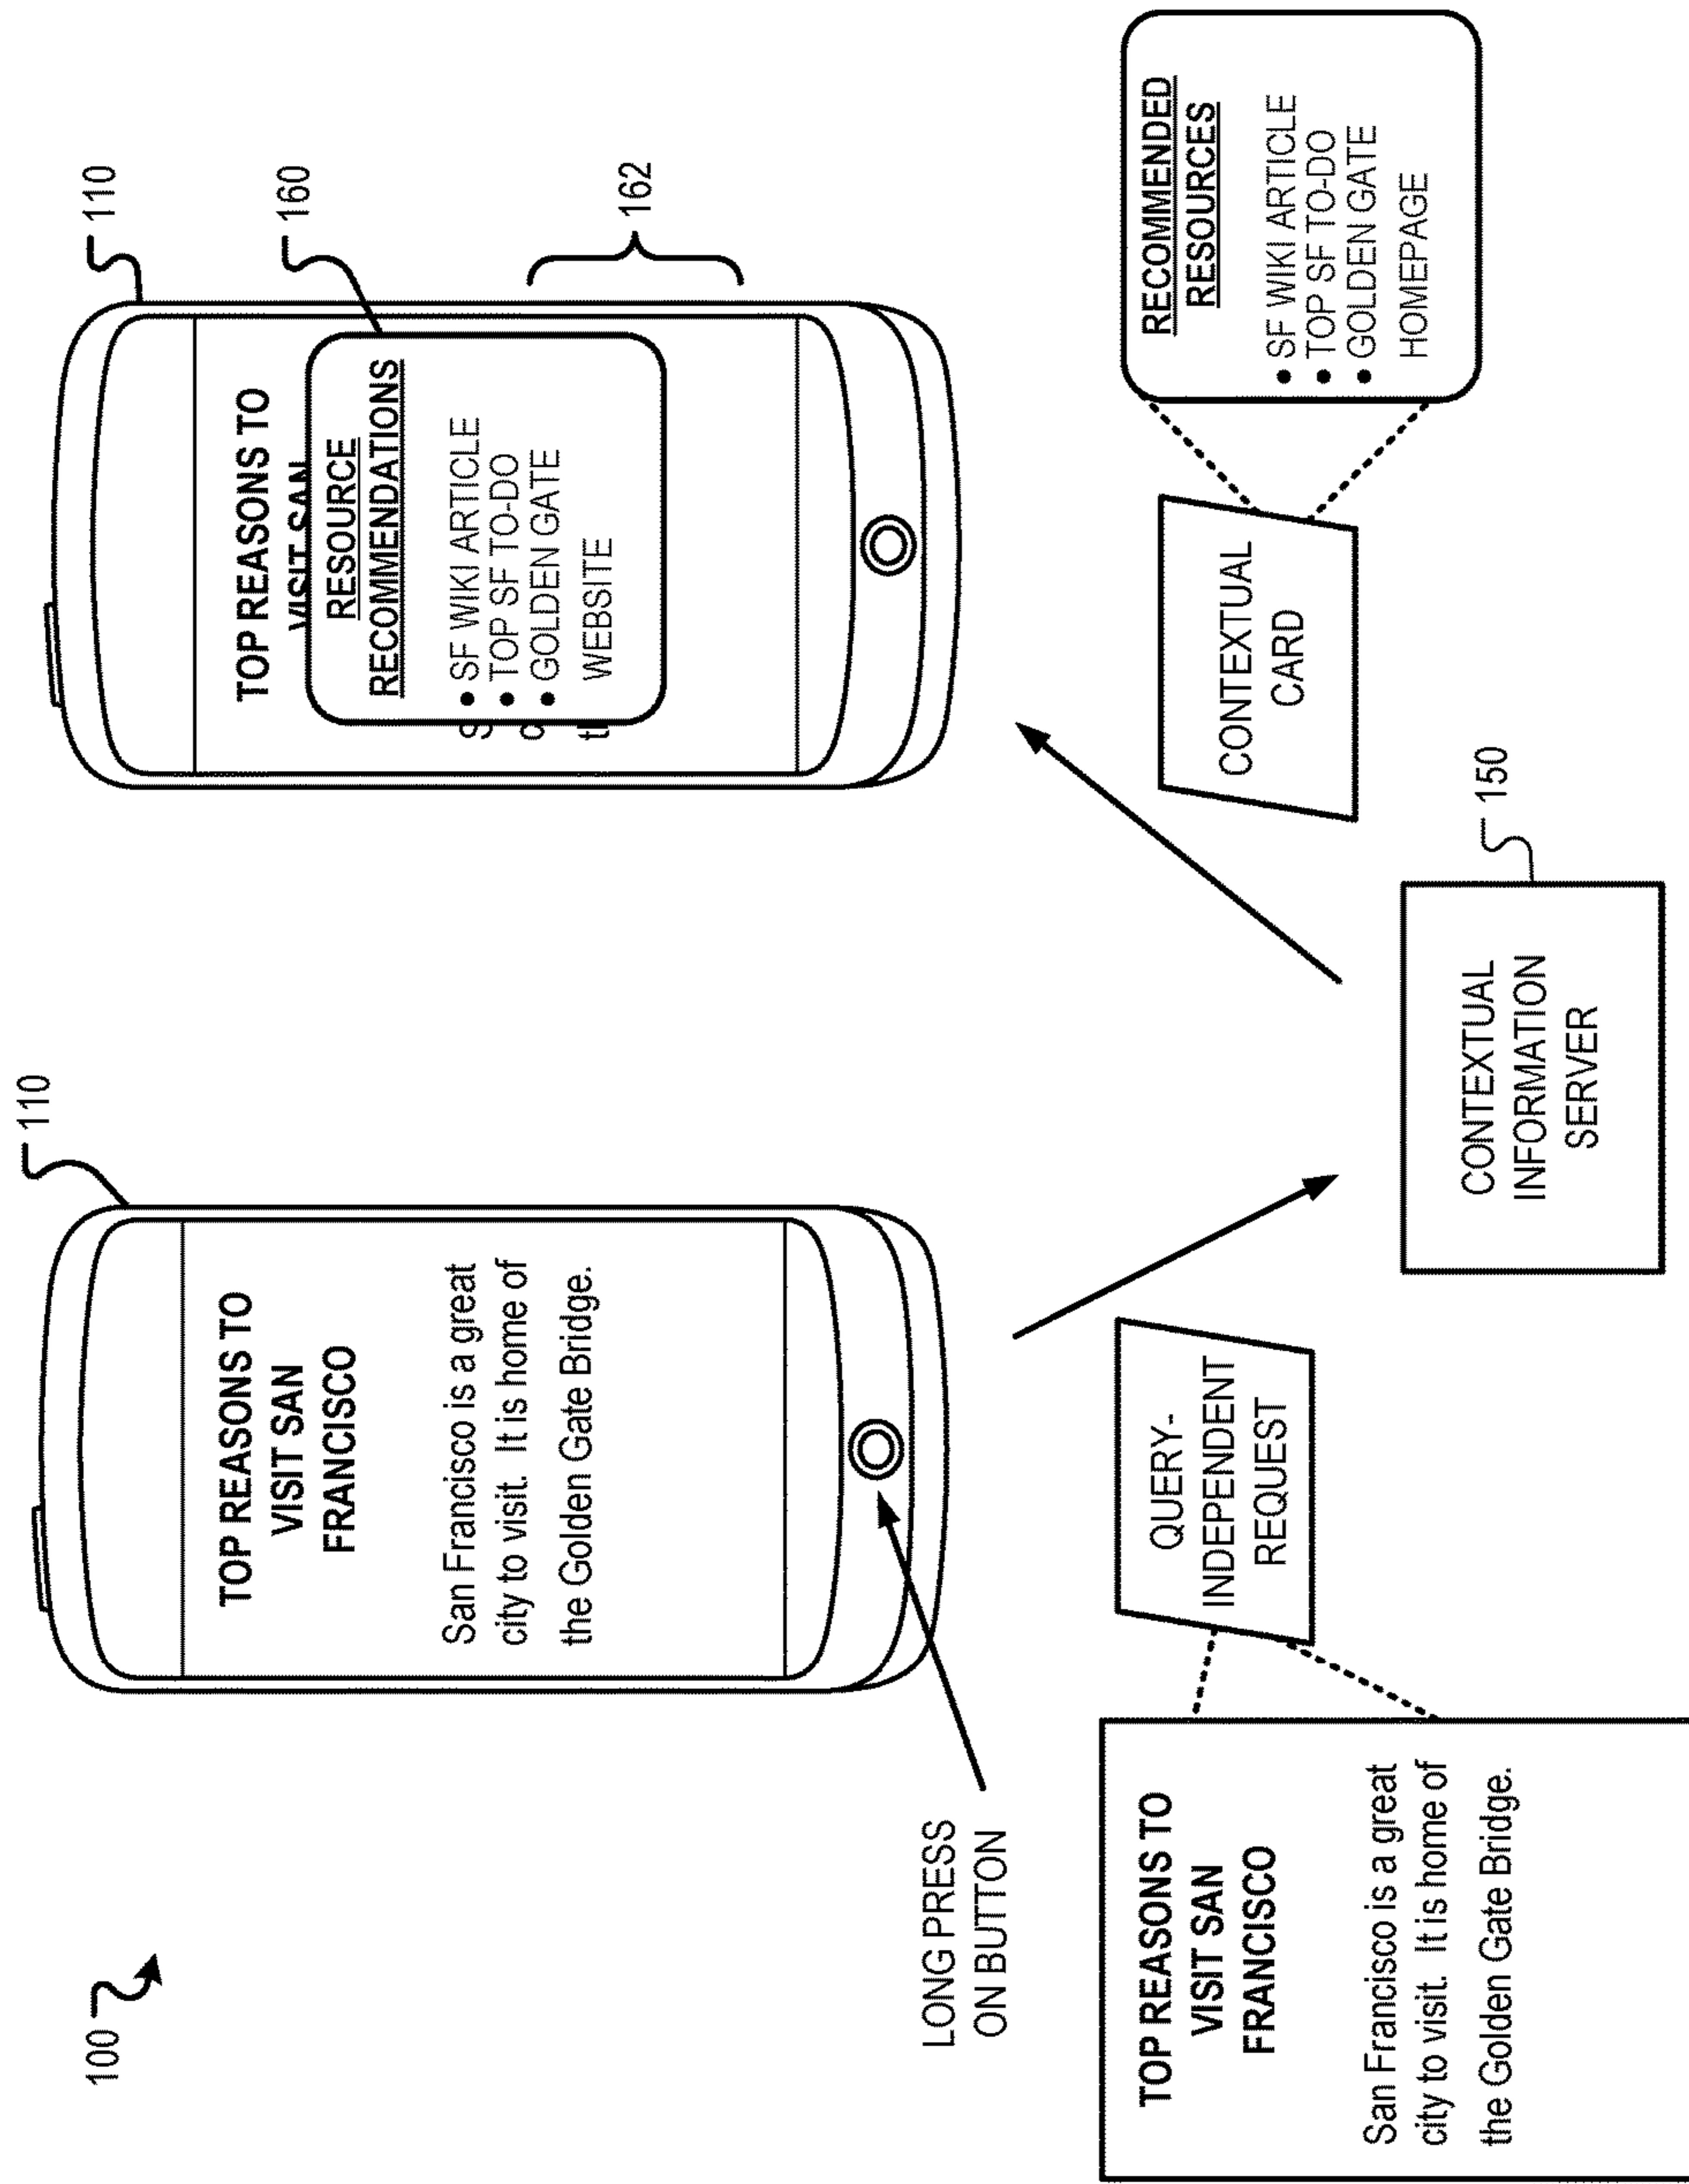 100
110
TOP REASONS TO
VISIT SAN
FRANCISCO
San Francisco is a great
city to visit. It is home of
the Golden Gate Bridge.
LONG PRESS
ON BUTTON
110
160
162
TOP REASONS TO
VISIT SAN
RESOURCE
RECOMMENDATIONS
• SF WIKI ARTICLE
• TOP SF TO-DO
• GOLDEN GATE
WEBSITE
TOP REASONS TO
VISIT SAN
FRANCISCO
San Francisco is a great
city to visit. It is home of
the Golden Gate Bridge.
QUERY-
INDEPENDENT
REQUEST
CONTEXTUAL
INFORMATION
SERVER
150
CONTEXTUAL
CARD
RECOMMENDED
RESOURCES
• SF WIKI ARTICLE
• TOP SF TO-DO
• GOLDEN GATE
HOMEPAGE